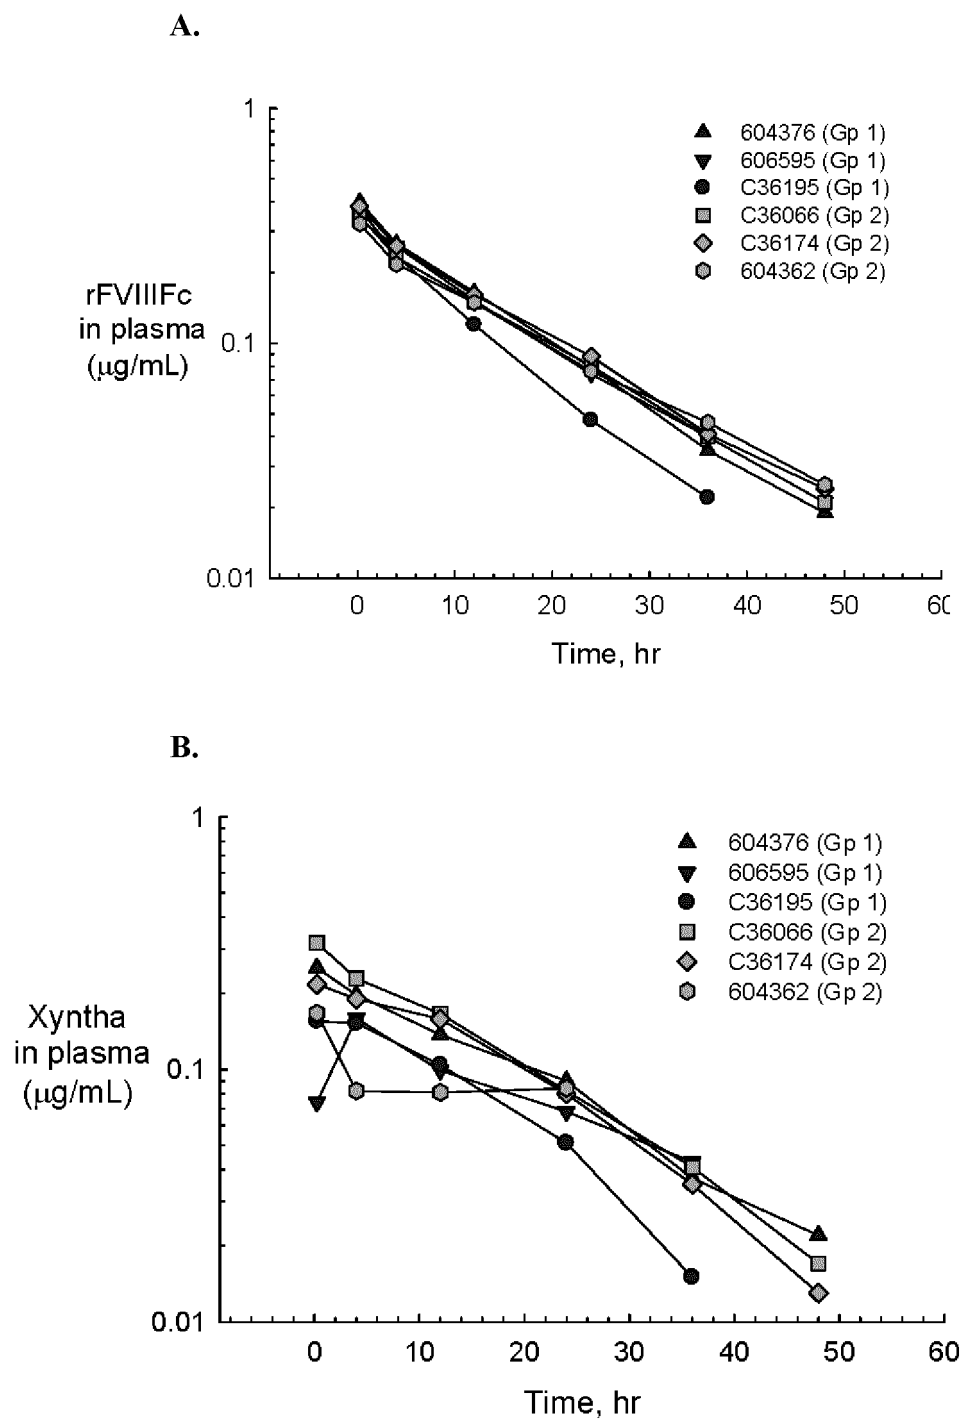 A.
1
0.1
0.01
rFVIIIFc
in plasma
(μg/mL)
604376 (Gp 1)
606595 (Gp 1)
C36195 (Gp 1)
C36066 (Gp 2)
C36174 (Gp 2)
604362 (Gp 2)
0 10 20 30 40 50 60
Time, hr
B.
1
0.1
0.01
Xyntha
in plasma
(μg/mL)
604376 (Gp 1)
606595 (Gp 1)
C36195 (Gp 1)
C36066 (Gp 2)
C36174 (Gp 2)
604362 (Gp 2)
0 10 20 30 40 50 60
Time, hr